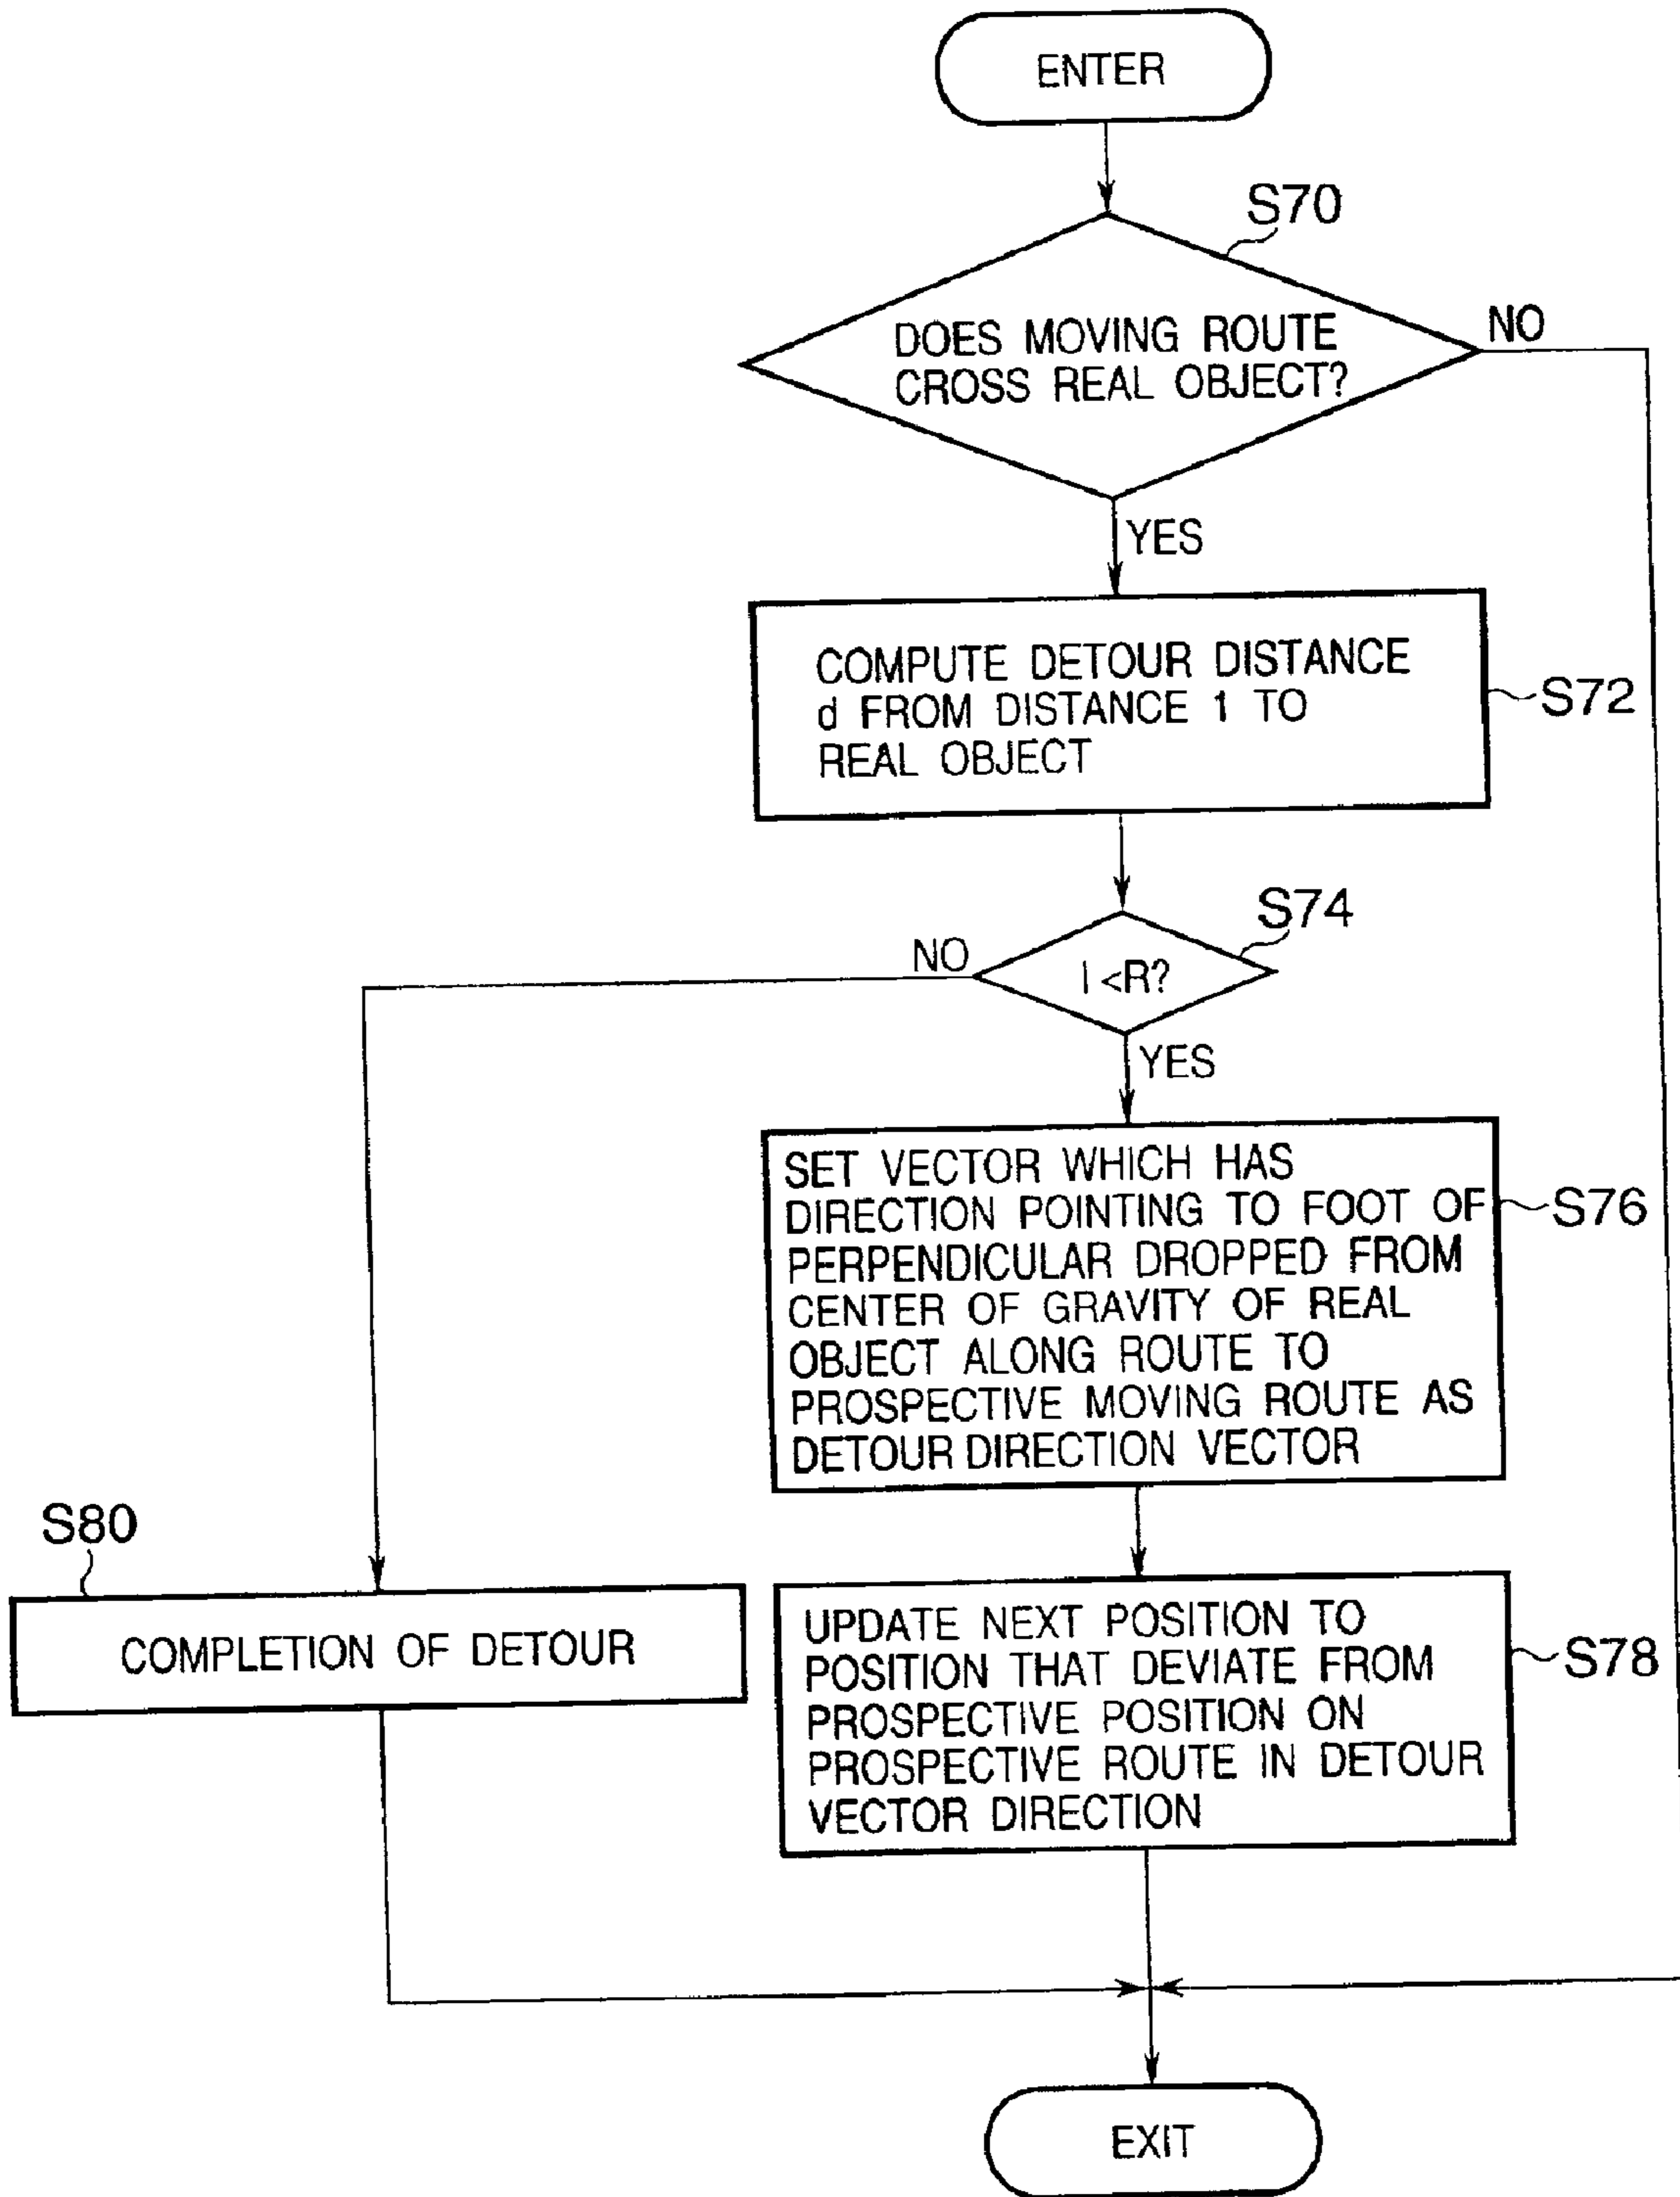 ENTER
S70
DOES MOVING ROUTE
CROSS REAL OBJECT?
NO
YES
COMPUTE DETOUR DISTANCE
d FROM DISTANCE 1 TO
REAL OBJECT
S72
S74
NO
l <R?
YES
SET VECTOR WHICH HAS
DIRECTION POINTING TO FOOT OF
PERPENDICULAR DROPPED FROM
CENTER OF GRAVITY OF REAL
OBJECT ALONG ROUTE TO
PROSPECTIVE MOVING ROUTE AS
DETOUR DIRECTION VECTOR
S76
S80
COMPLETION OF DETOUR
UPDATE NEXT POSITION TO
POSITION THAT DEVIATE FROM
PROSPECTIVE POSITION ON
PROSPECTIVE ROUTE IN DETOUR
VECTOR DIRECTION
S78
EXIT